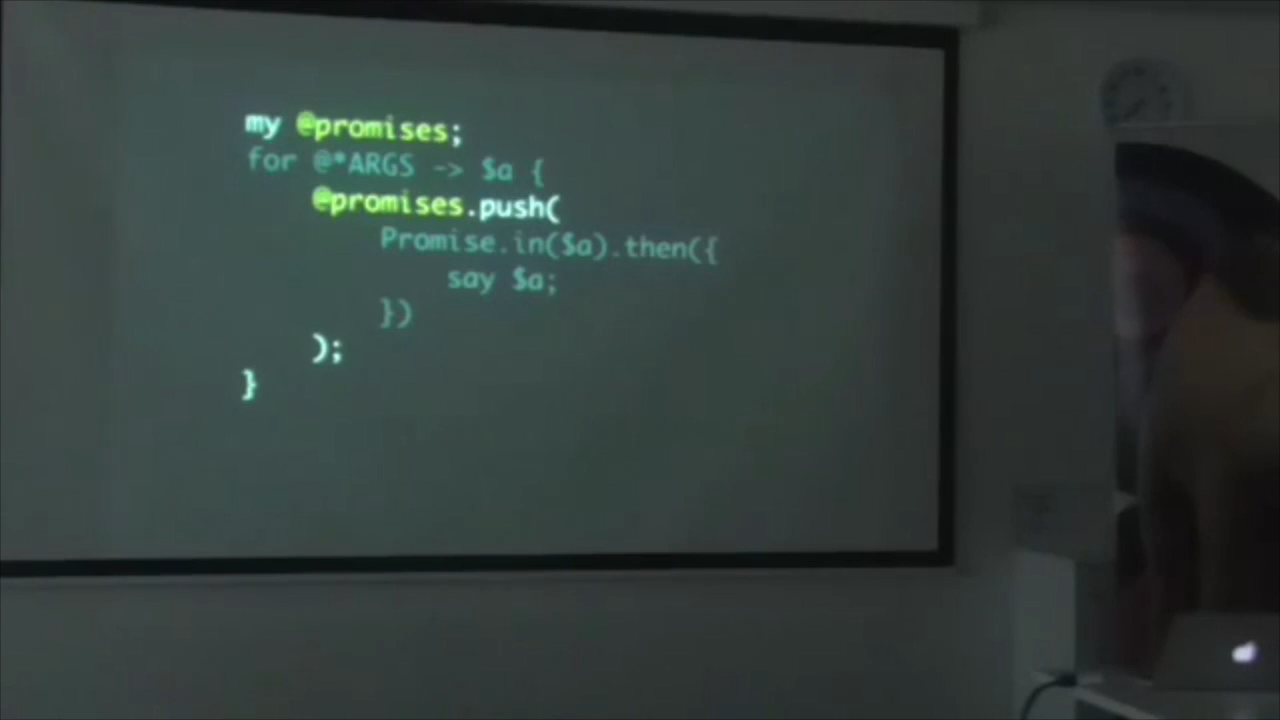 my @promises;
for @*ARGS -> $a {
@promises.push(
Promise.in($a).then({
say $a;
})
);
}